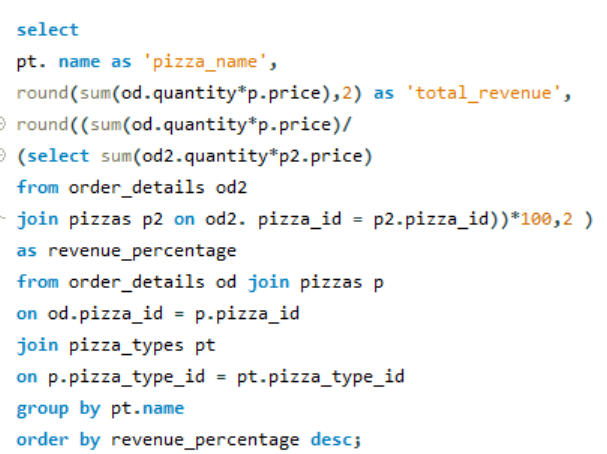 select
pt. name as 'pizza_name',
round(sum(od.quantity*p.price),2) as 'total_revenue',
round((sum(od.quantity*p.price)/
(select sum(od2.quantity*p2.price)
from order_details od2
join pizzas p2 on od2. pizza_id = p2.pizza_id))*100,2 )
as revenue_percentage
from order_details od join pizzas p
on od.pizza_id = p.pizza_id
join pizza_types pt
on p.pizza_type_id = pt.pizza_type_id
group by pt.name
order by revenue_percentage desc;